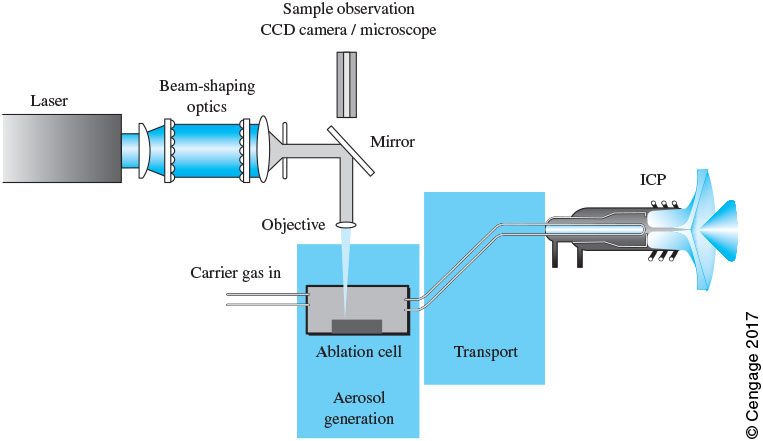 Sample observation
CCD camera / microscope
Beam-shaping
optics
Laser
Mirror
ICP
Objective
Carrier gas in
Ablation cell
Transport
Aerosol
generation
© Cengage 2017